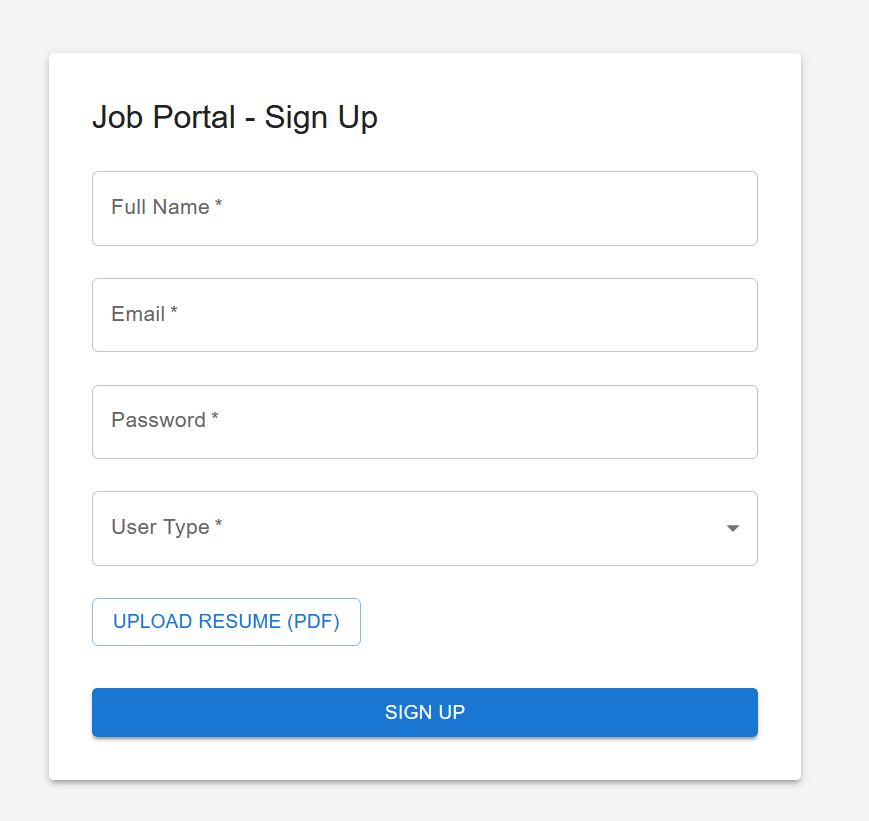 Job Portal - Sign Up
Full Name *
Email *
Password *
User Type *
UPLOAD RESUME (PDF)
SIGN UP